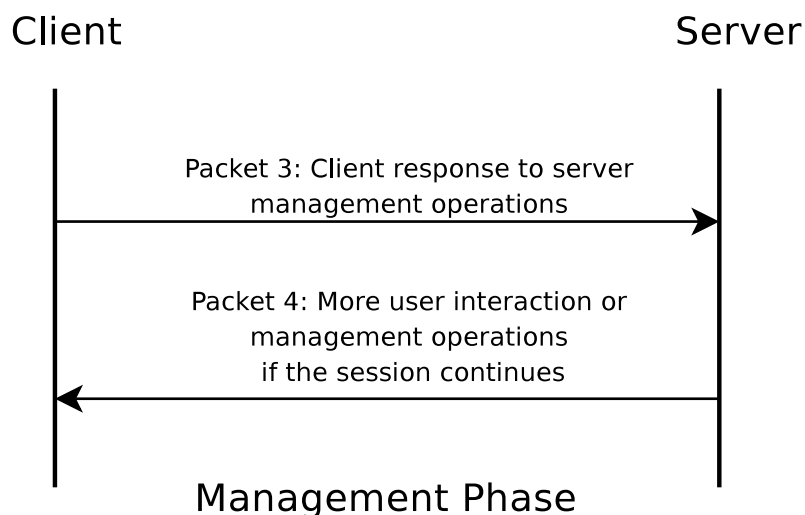 Client
Server
Packet 3: Client response to server
management operations
Packet 4: More user interaction or
management operations
if the session continues
Management Phase